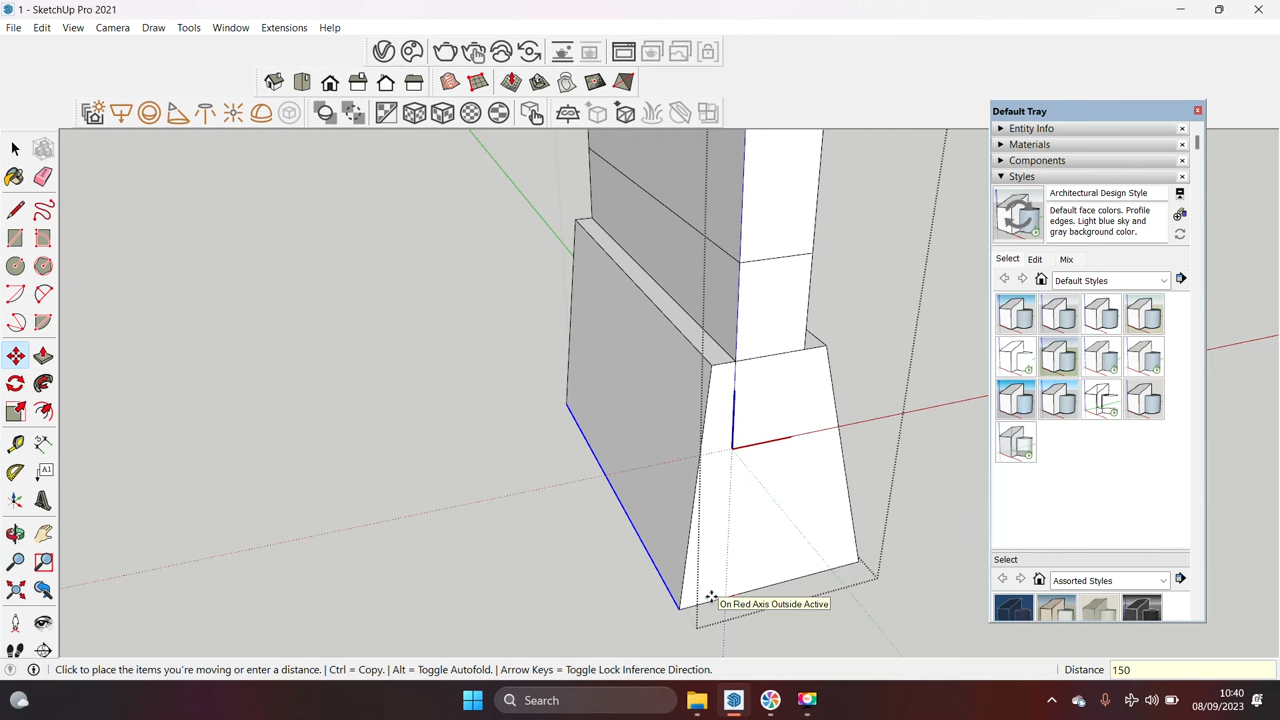 1 - SketchUp Pro 2021
File Edit View Camera Draw Tools Window Extensions Help
Default Tray
Entity Info
Materials
Components
Styles
Architectural Design Style
Default face colors. Profile
edges. Light blue sky and
gray background color.
Select Edit Mix
Default Styles
A1
On Red Axis Outside Active
Select
Assorted Styles
Click to place the items you're moving or enter a distance. | Ctrl = Copy. | Alt = Toggle Autofold. | Arrow Keys = Toggle Lock Inference Direction.
Distance 150
Search
10:40
08/09/2023